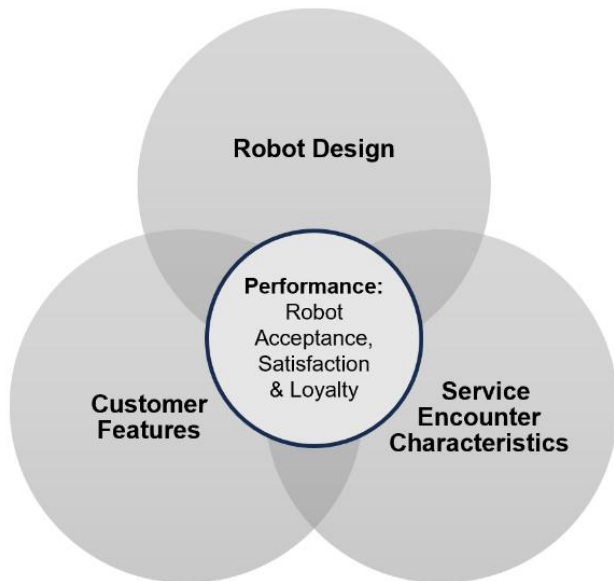 Robot Design
Performance:
Robot
Acceptance,
Satisfaction
& Loyalty
Customer
Features
Service
Encounter
Characteristics